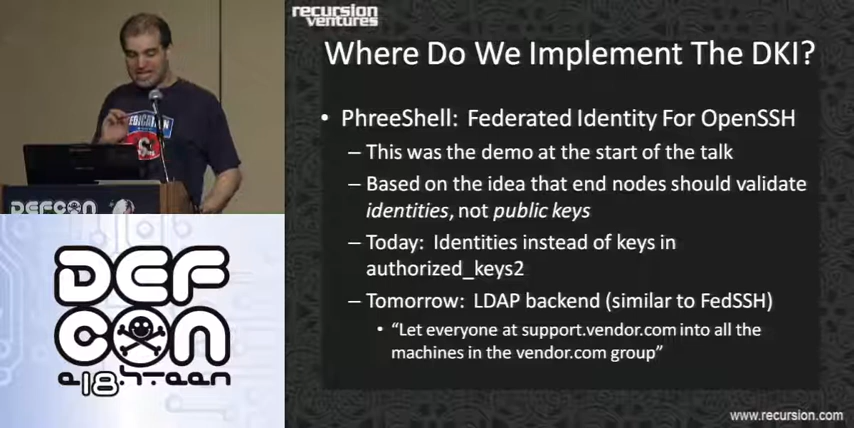 recursion
ventures
Where Do We Implement The DKI?
• PhreeShell: Federated Identity For OpenSSH
– This was the demo at the start of the talk
– Based on the idea that end nodes should validate
identities, not public keys
– Today: Identities instead of keys in
authorized_keys2
– Tomorrow: LDAP backend (similar to FedSSH)
• “Let everyone at support.vendor.com into all the
machines in the vendor.com group”
www.recursion.com
DEFCON
DEF
CON